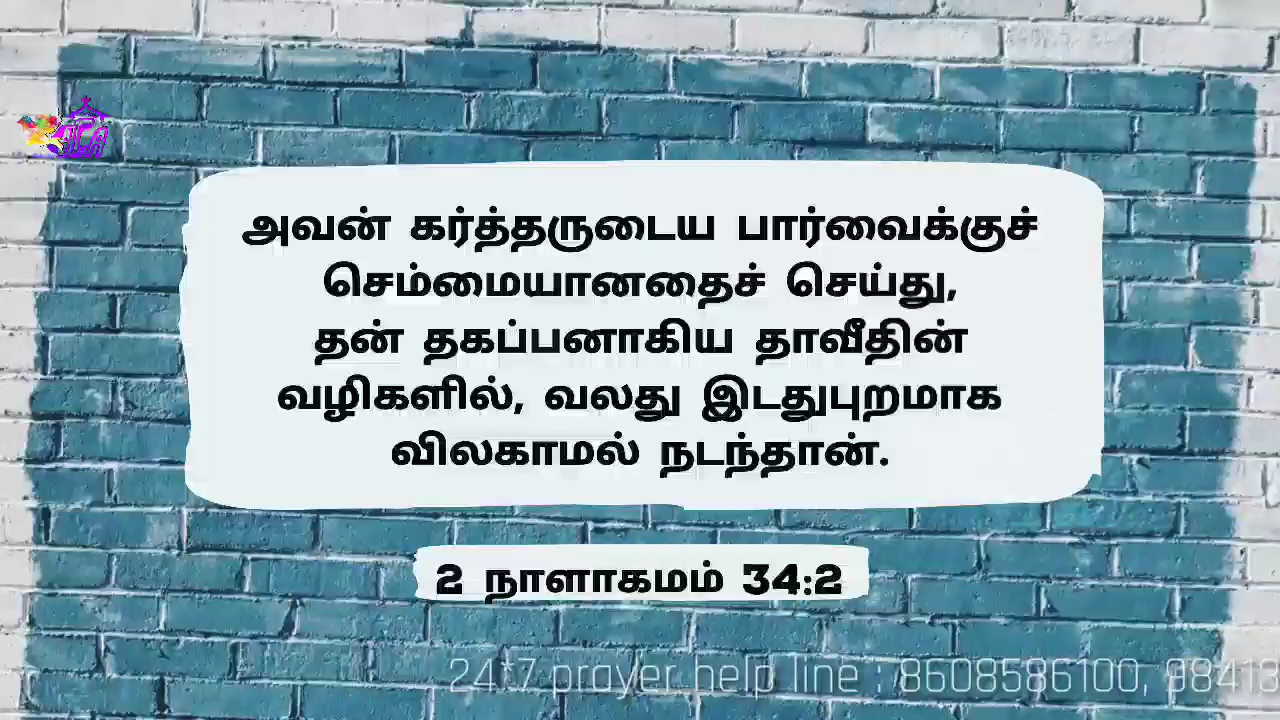 அவன் கர்த்தருடைய பார்வைக்குச்
செம்மையானதைச் செய்து,
தன் தகப்பனாகிய தாவீதின்
வழிகளில், வலது இடதுபுறமாக
விலகாமல் நடந்தான்.
2 நாளாகமம் 34:2
24*7 prayer help line : 8608586100, 98413